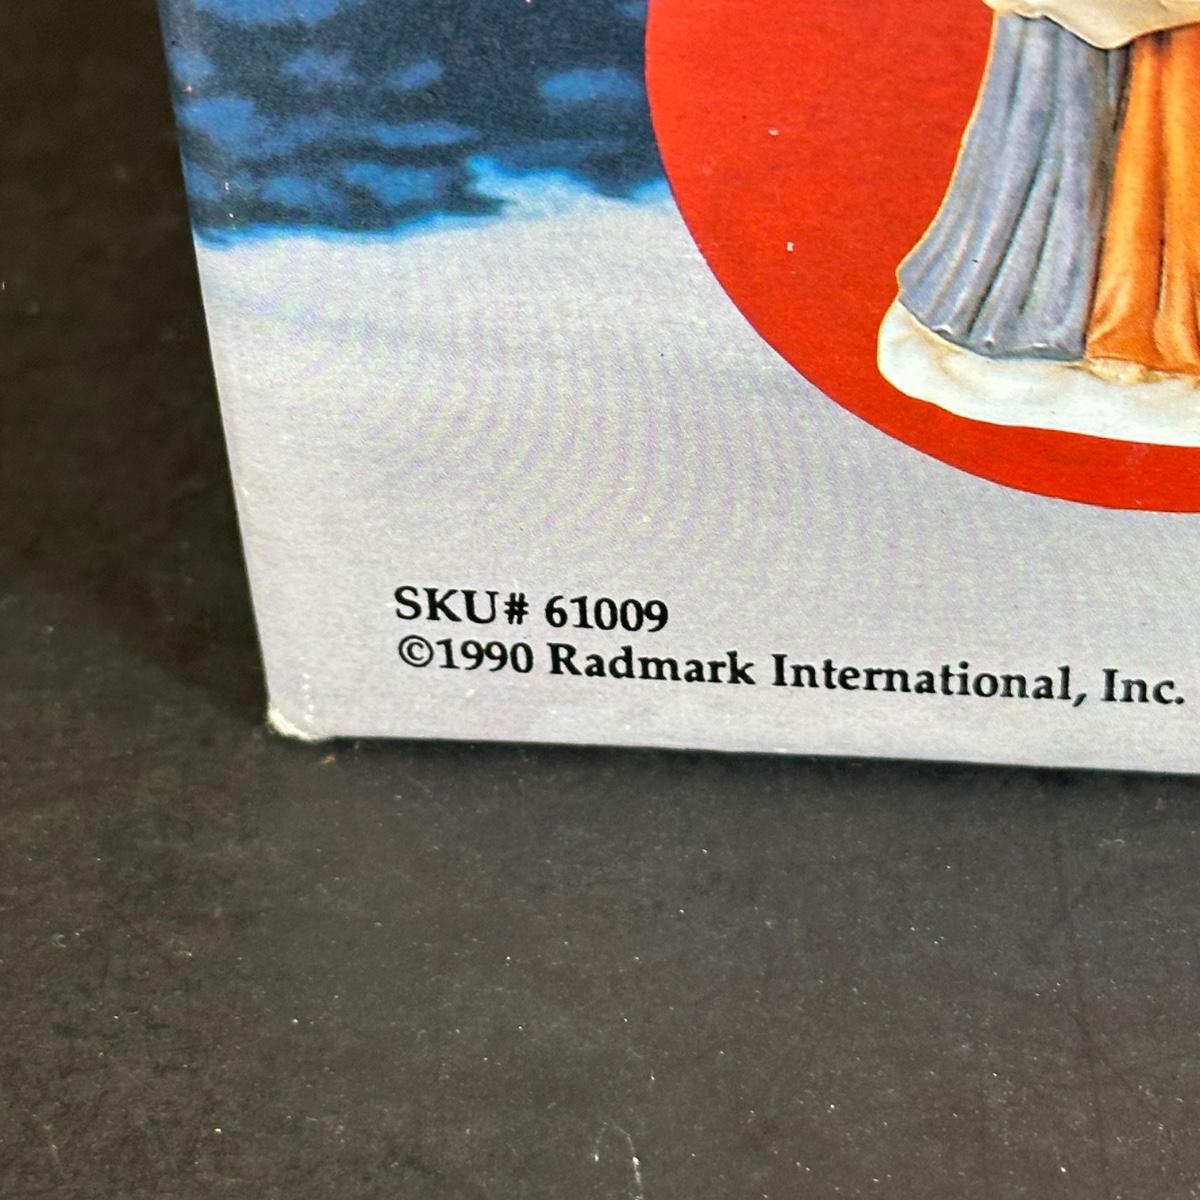 SKU# 61009
©1990 Radmark International, Inc.